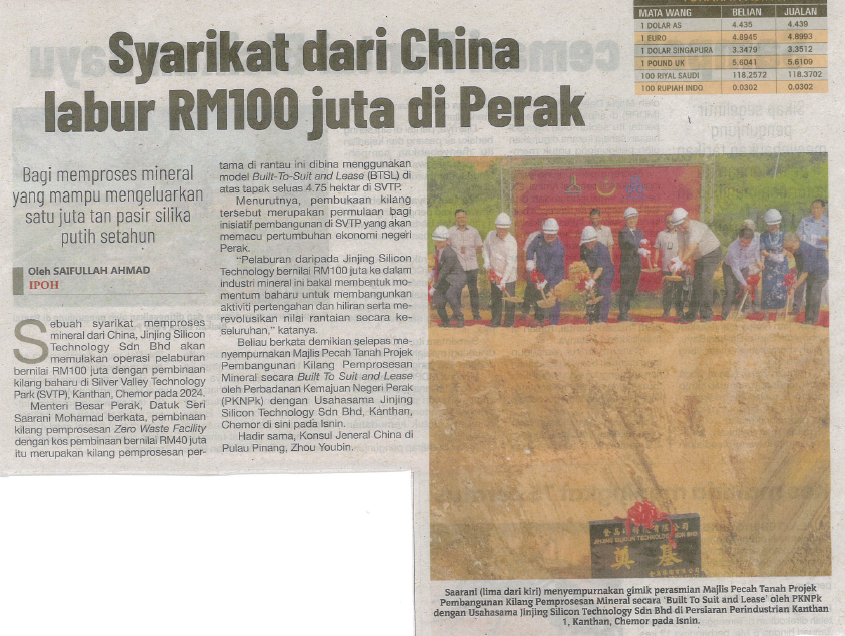 Syarikat dari China
labur RM100 juta di Perak
MATA WANG BELIAN JUALAN
1 DOLAR AS 4.435 4.439
1 EURO 4.8945 4.8993
1 DOLAR SINGAPURA 3.3479 3.3512
1 POUND UK 5.6041 5.6109
100 RIYAL SAUDI 118.2572 118.3702
100 RUPIAH INDO 0.0302 0.0302
Bagi memproses mineral
yang mampu mengeluarkan
satu juta tan pasir silika
putih setahun
Oleh SAIFULLAH AHMAD
IPOH
Sebuah syarikat memproses
mineral dari China, Jinjing Silicon
Technology Sdn Bhd akan
memulakan operasi pelaburan
bernilai RM100 juta dengan pembinaan
kilang baharu di Silver Valley Technology
Park (SVTP), Kanthan, Chemor pada 2024.
Menteri Besar Perak, Datuk Seri
Saarani Mohamad berkata, pembinaan
kilang pemprosesan Zero Waste Facility
dengan kos pembinaan bernilai RM40 juta
itu merupakan kilang pemprosesan per-
tama di rantau ini dibina menggunakan
model Built-To-Suit and Lease (BTSL) di
atas tapak seluas 4.75 hektar di SVTP.
Menurutnya, pembukaan kilang
tersebut merupakan permulaan bagi
inisiatif pembangunan di SVTP yang akan
memacu pertumbuhan ekonomi negeri
Perak.
“Pelaburan daripada Jinjing Silicon
Technology bernilai RM100 juta ke dalam
industri mineral ini bakal membentuk mo-
mentum baharu untuk membangunkan
aktiviti pertengahan dan hiliran serta me-
revolusikan nilai rantaian secara ke-
seluruhan,” katanya.
Beliau berkata demikian selepas me-
nyempurnakan Majlis Pecah Tanah Projek
Pembangunan Kilang Pemprosesan
Mineral secara Built To Suit and Lease
oleh Perbadanan Kemajuan Negeri Perak
(PKNPk) dengan Usahasama Jinjing
Silicon Technology Sdn Bhd, Kanthan,
Chemor di sini pada Isnin.
Hadir sama, Konsul Jeneral China di
Pulau Pinang, Zhou Youbin.
JINJING SILICON TECHNOLOGY SDN BHD
奠 基
Saarani (lima dari kiri) menyempurnakan gimik perasmian Majlis Pecah Tanah Projek
Pembangunan Kilang Pemprosesan Mineral secara 'Built To Suit and Lease' oleh PKNPk
dengan Usahasama Jinjing Silicon Technology Sdn Bhd di Persiaran Perindustrian Kanthan
1, Kanthan, Chemor pada Isnin.